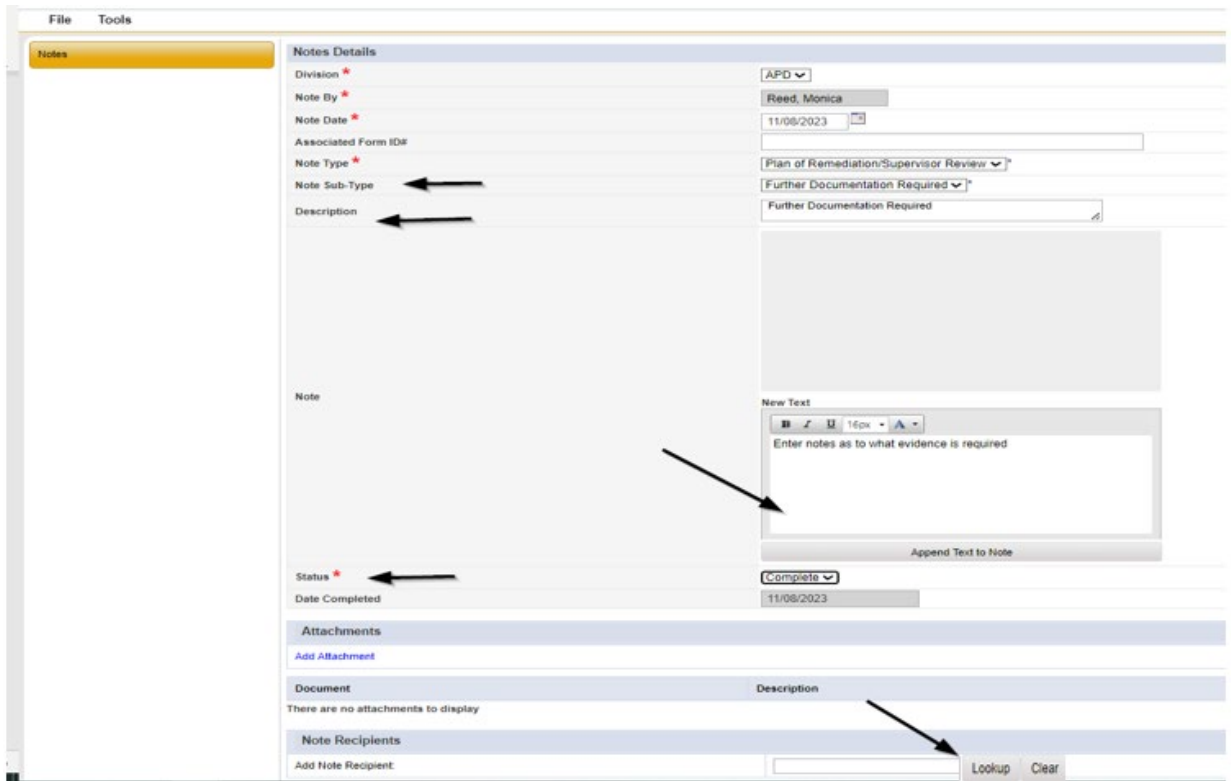 File Tools
Notes
Notes Details
Division * APD
Note By * Reed, Monica
Note Date * 11/08/2023
Associated Form ID#
Note Type * Plan of Remediation/Supervisor Review *
Note Sub-Type Further Documentation Required *
Description Further Documentation Required
Note
New Text
B I U 16px A
Enter notes as to what evidence is required
Append Text to Note
Status * Complete
Date Completed 11/08/2023
Attachments
Add Attachment
Document Description
There are no attachments to display
Note Recipients
Add Note Recipient: Lookup Clear